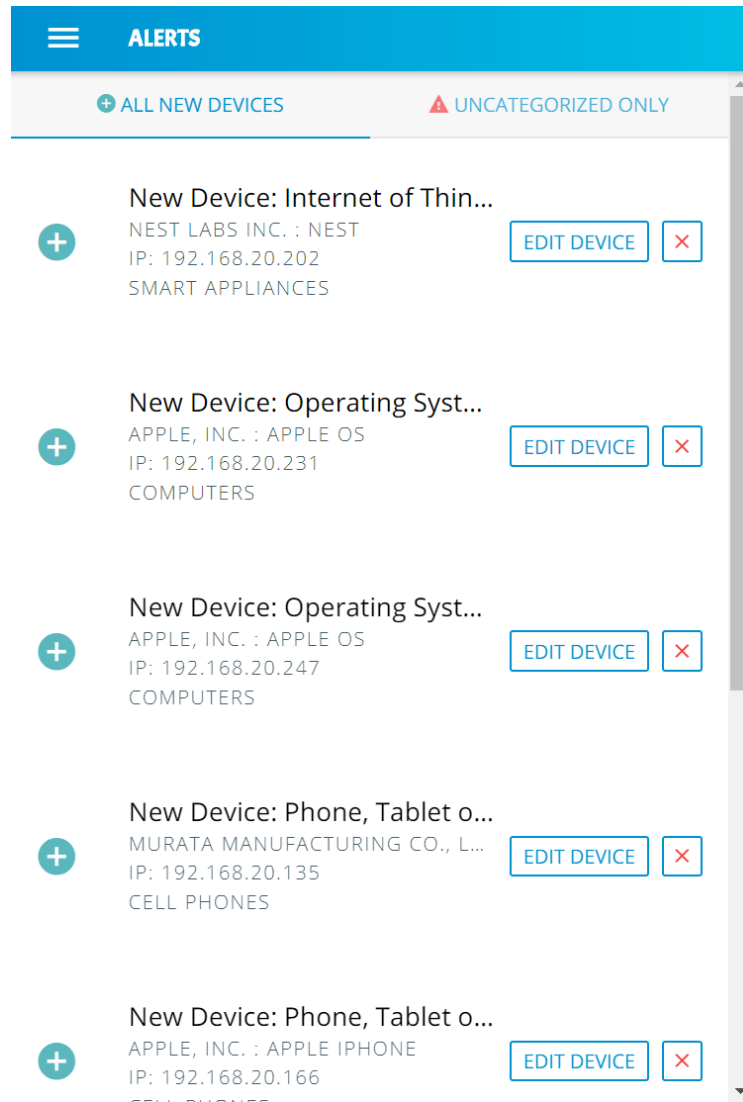 ALERTS
ALL NEW DEVICES
UNCATEGORIZED ONLY
New Device: Internet of Thin...
NEST LABS INC. : NEST
IP: 192.168.20.202
SMART APPLIANCES
EDIT DEVICE
New Device: Operating Syst...
APPLE, INC. : APPLE OS
IP: 192.168.20.231
COMPUTERS
EDIT DEVICE
New Device: Operating Syst...
APPLE, INC. : APPLE OS
IP: 192.168.20.247
COMPUTERS
EDIT DEVICE
New Device: Phone, Tablet o...
MURATA MANUFACTURING CO., L...
IP: 192.168.20.135
CELL PHONES
EDIT DEVICE
New Device: Phone, Tablet o...
APPLE, INC. : APPLE IPHONE
IP: 192.168.20.166
CELL PHONES
EDIT DEVICE